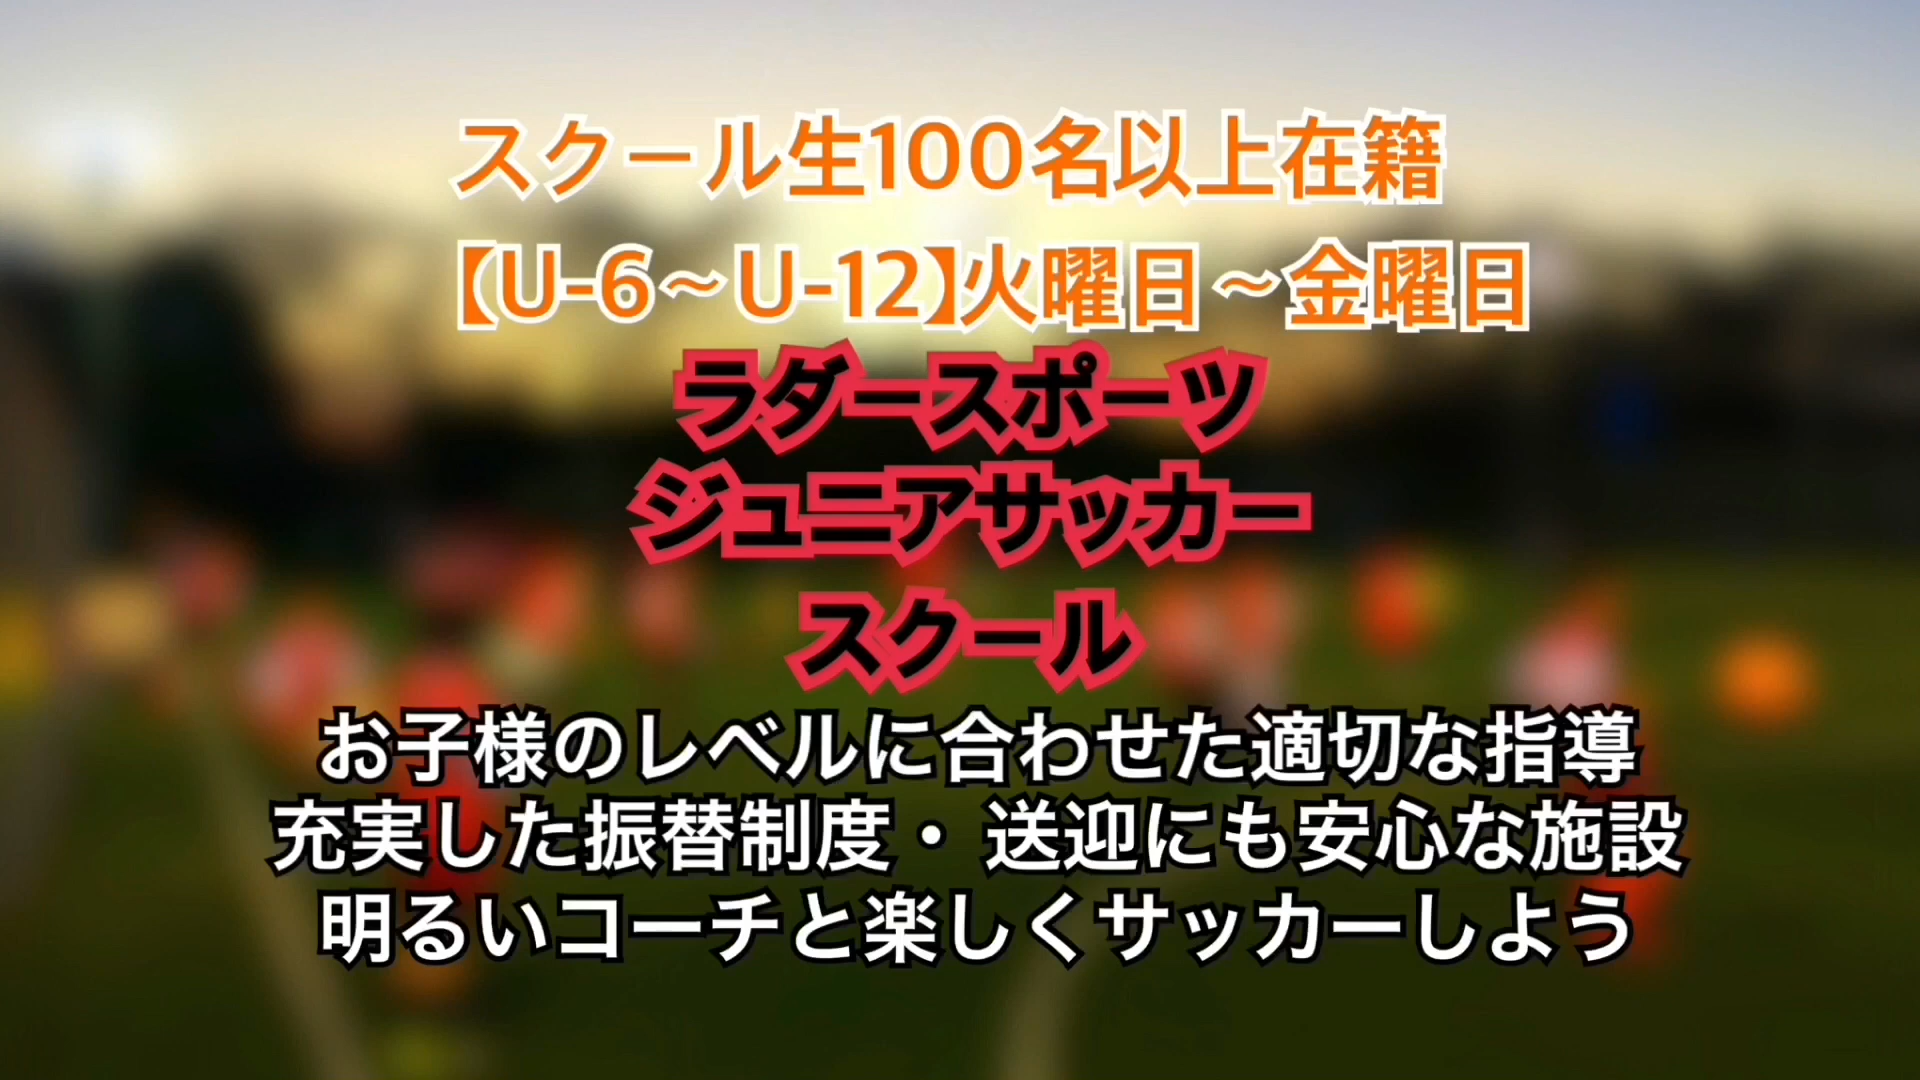 スクール生100名以上在籍
【U-6～U-12】火曜日～金曜日
ラダースポーツ
ジュニアサッカー
スクール
お子様のレベルに合わせた適切な指導
充実した振替制度・ 送迎にも安心な施設
明るいコーチと楽しくサッカーしよう